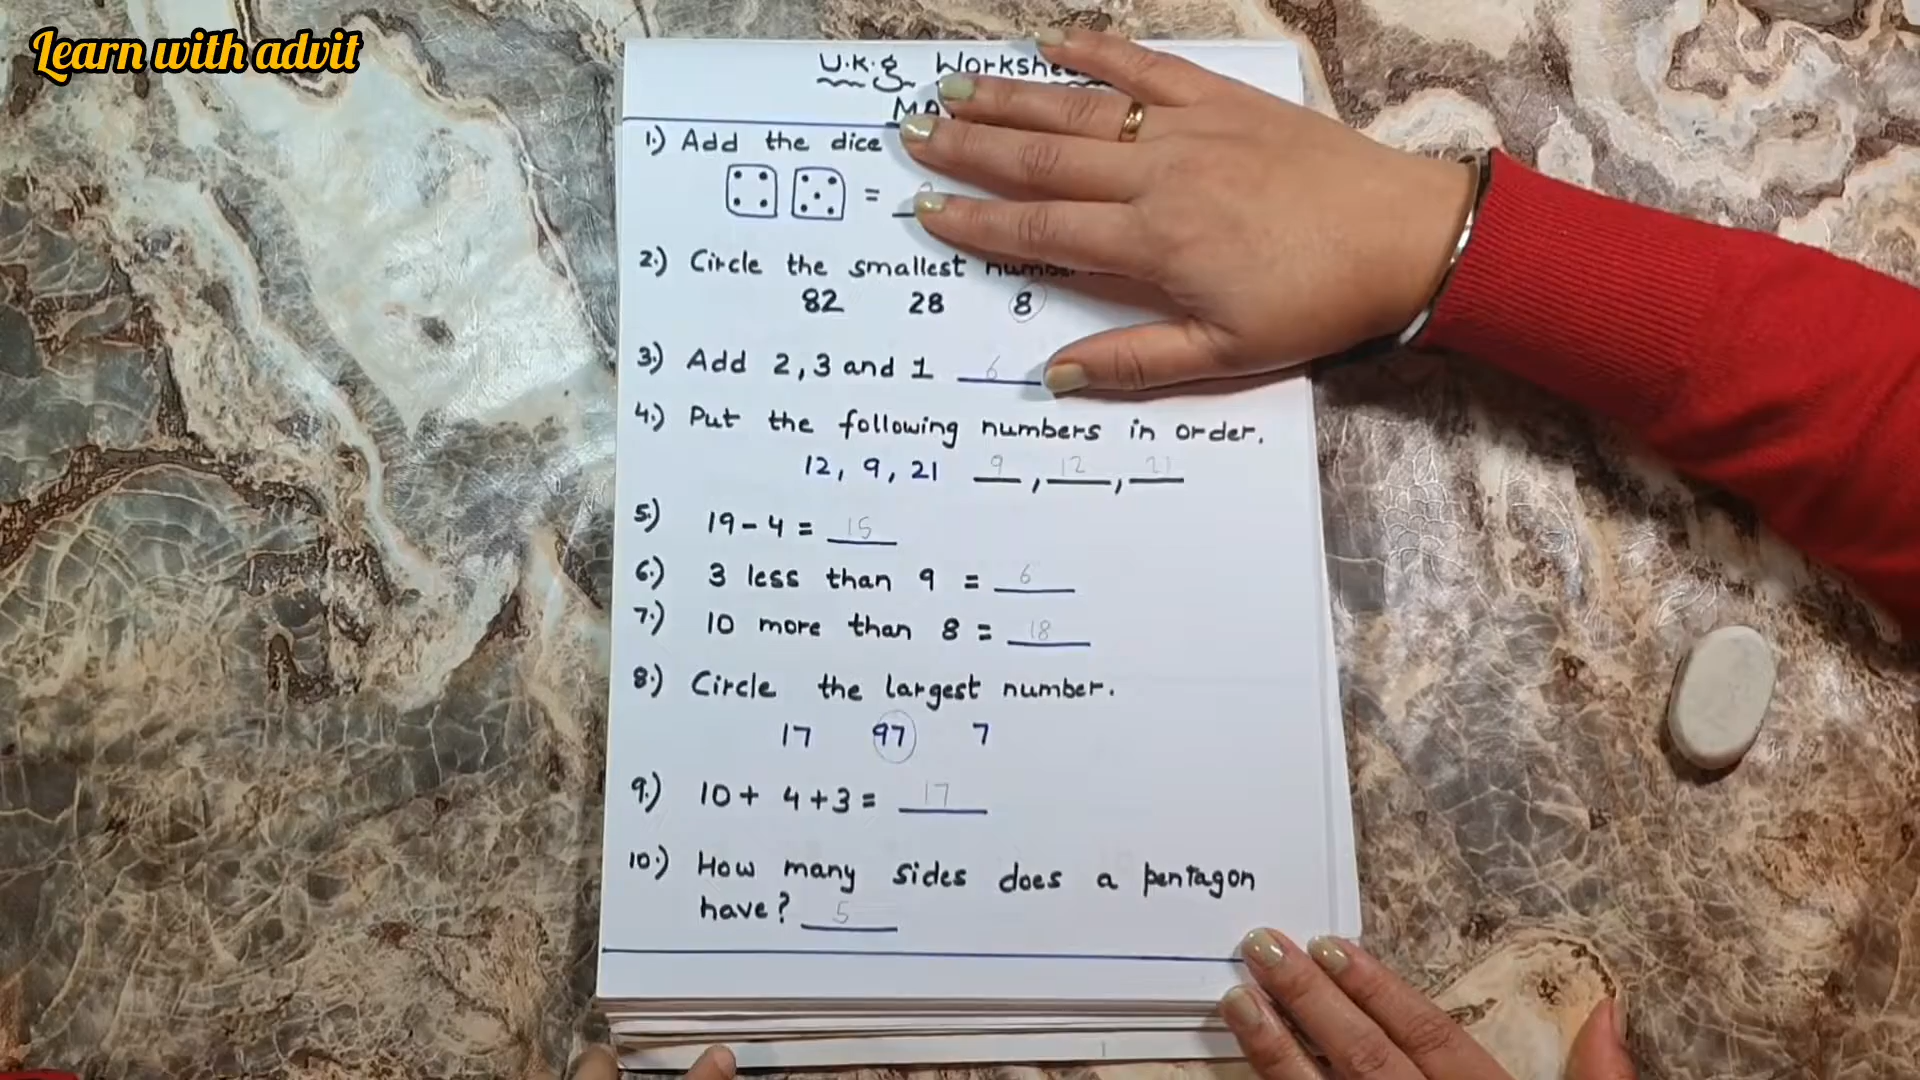 Learn with advit
U.K.g Workshe
MA
1.) Add the dice
=
2.) Circle the smallest number
82 28 8
3.) Add 2, 3 and 1 6
4.) Put the following numbers in order.
12, 9, 21 9, 12, 21
5.) 19 - 4 = 15
6.) 3 less than 9 = 6
7.) 10 more than 8 = 18
8.) Circle the largest number.
17 97 7
9.) 10 + 4 + 3 = 17
10.) How many sides does a pentagon
have? 5